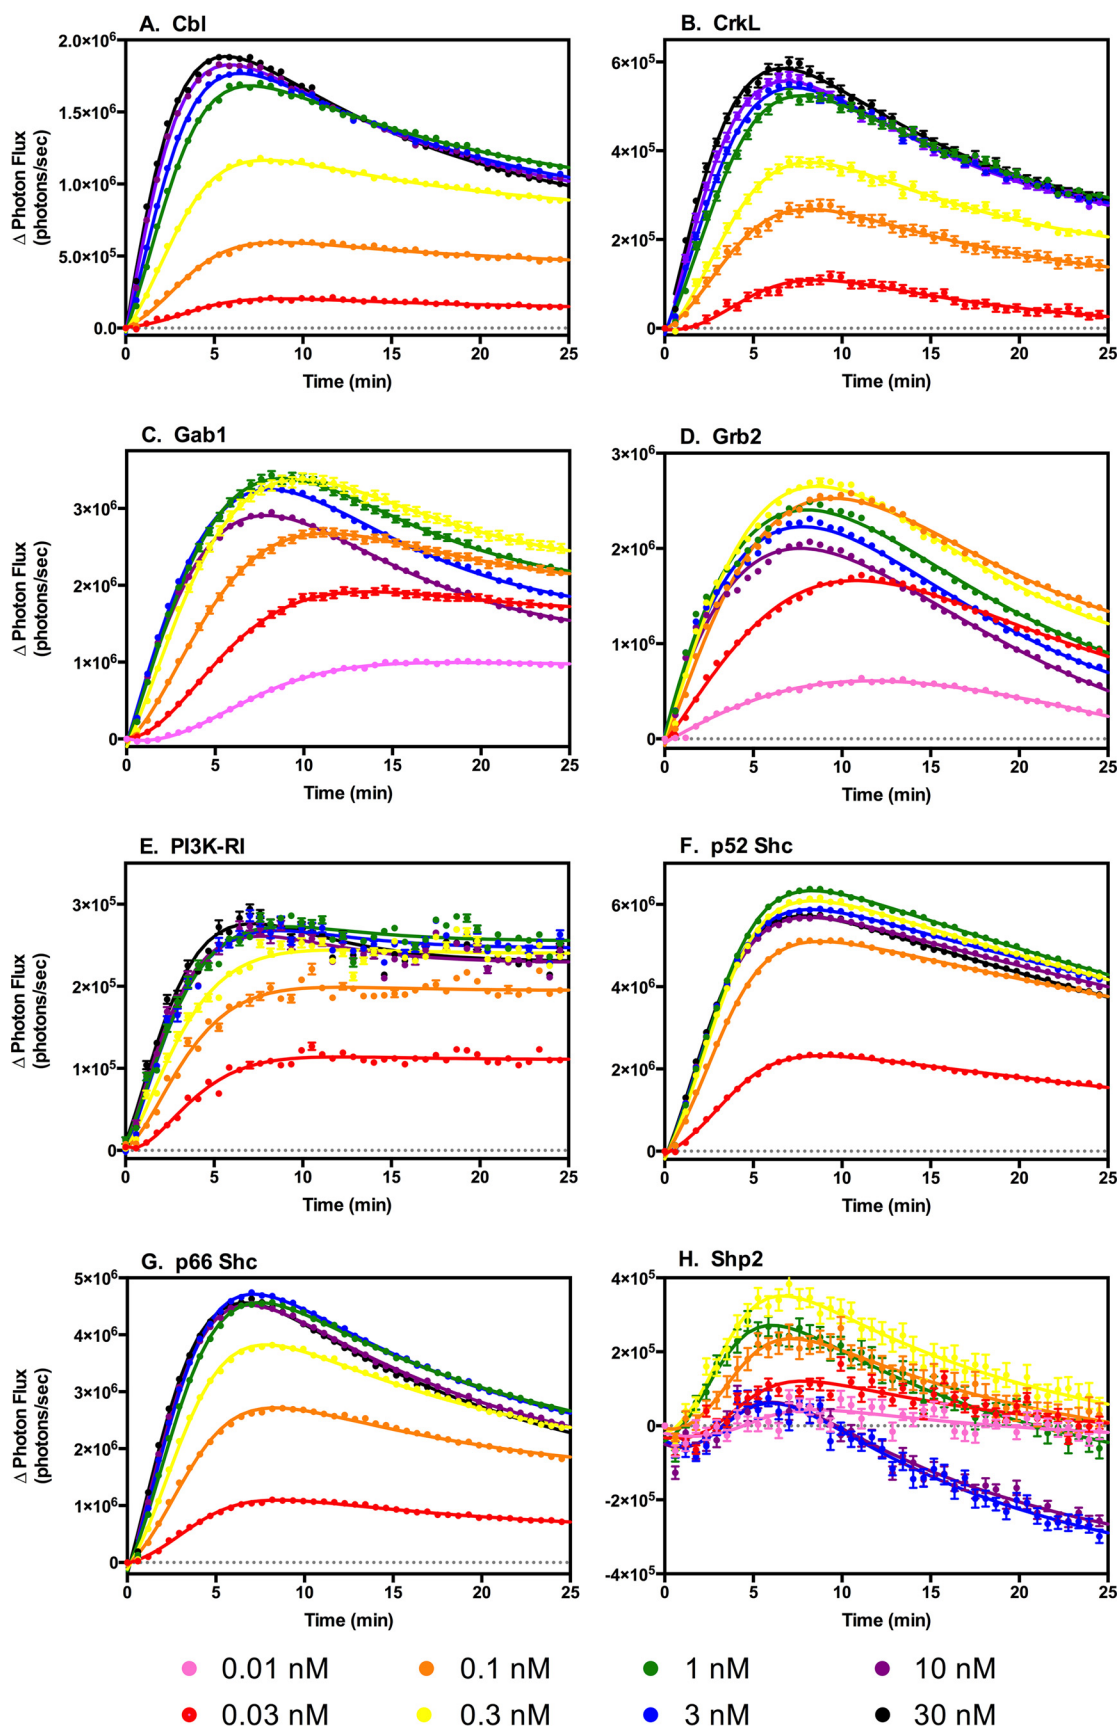 A. Cbl
Δ Photon Flux
(photons/sec)
2.0×10⁶
1.5×10⁶
1.0×10⁶
5.0×10⁵
0.0
0 5 10 15 20 25
Time (min)
B. CrkL
6×10⁵
4×10⁵
2×10⁵
0
0 5 10 15 20 25
Time (min)
C. Gab1
Δ Photon Flux
(photons/sec)
3×10⁶
2×10⁶
1×10⁶
0
0 5 10 15 20 25
Time (min)
D. Grb2
3×10⁶
2×10⁶
1×10⁶
0
0 5 10 15 20 25
Time (min)
E. PI3K-RI
Δ Photon Flux
(photons/sec)
3×10⁵
2×10⁵
1×10⁵
0
0 5 10 15 20 25
Time (min)
F. p52 Shc
6×10⁶
4×10⁶
2×10⁶
0
0 5 10 15 20 25
Time (min)
G. p66 Shc
Δ Photon Flux
(photons/sec)
5×10⁶
4×10⁶
3×10⁶
2×10⁶
1×10⁶
0
0 5 10 15 20 25
Time (min)
H. Shp2
4×10⁵
2×10⁵
0
-2×10⁵
-4×10⁵
0 5 10 15 20 25
Time (min)
0.01 nM 0.1 nM 1 nM 10 nM
0.03 nM 0.3 nM 3 nM 30 nM